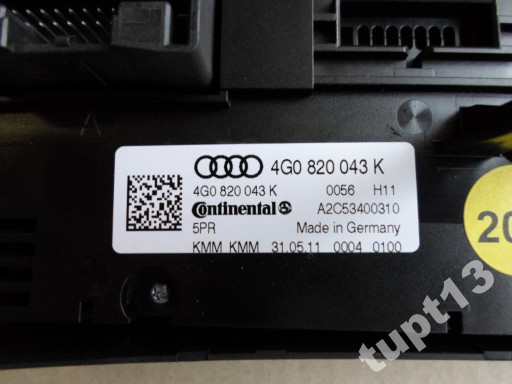 4G0 820 043 K
4G0 820 043 K 0056 H11
Continental A2C53400310
5PR Made in Germany
KMM KMM 31.05.11 0004 0100
20
tupt13